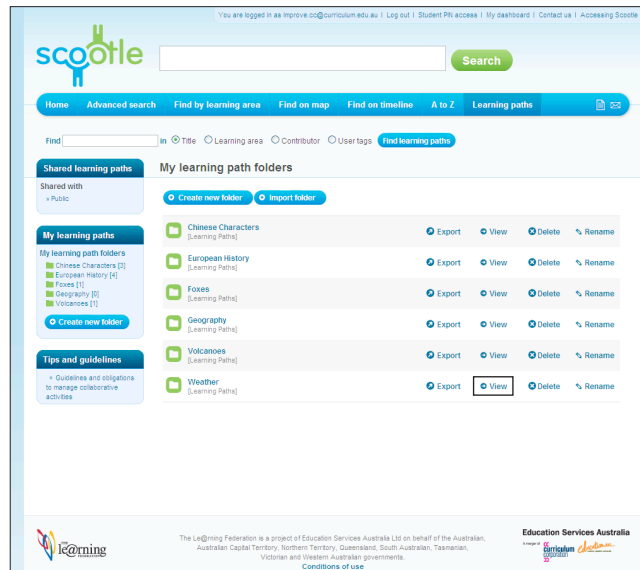 You are logged in as Improve.cc@curriculum.edu.au | Log out | Student PIN access | My dashboard | Contact us | Accessing Scootle
scootle
Search
Home Advanced search Find by learning area Find on map Find on timeline A to Z Learning paths
Find in Title Learning area Contributor User tags Find learning paths
Shared learning paths
Shared with
» Public
My learning paths
My learning path folders
Chinese Characters [3]
European History [4]
Foxes [1]
Geography [0]
Volcanoes [1]
Create new folder
Tips and guidelines
» Guidelines and obligations
to manage collaborative
activities
My learning path folders
Create new folder Import folder
Chinese Characters
[Learning Paths]
Export View Delete Rename
European History
[Learning Paths]
Export View Delete Rename
Foxes
[Learning Paths]
Export View Delete Rename
Geography
[Learning Paths]
Export View Delete Rename
Volcanoes
[Learning Paths]
Export View Delete Rename
Weather
[Learning Paths]
Export View Delete Rename
THE
le@rning
FEDERATION
The Le@rning Federation is a project of Education Services Australia Ltd on behalf of the Australian,
Australian Capital Territory, Northern Territory, Queensland, South Australian, Tasmanian,
Victorian and Western Australian governments.
Conditions of use
Education Services Australia
A merger of
curriculum
corporation